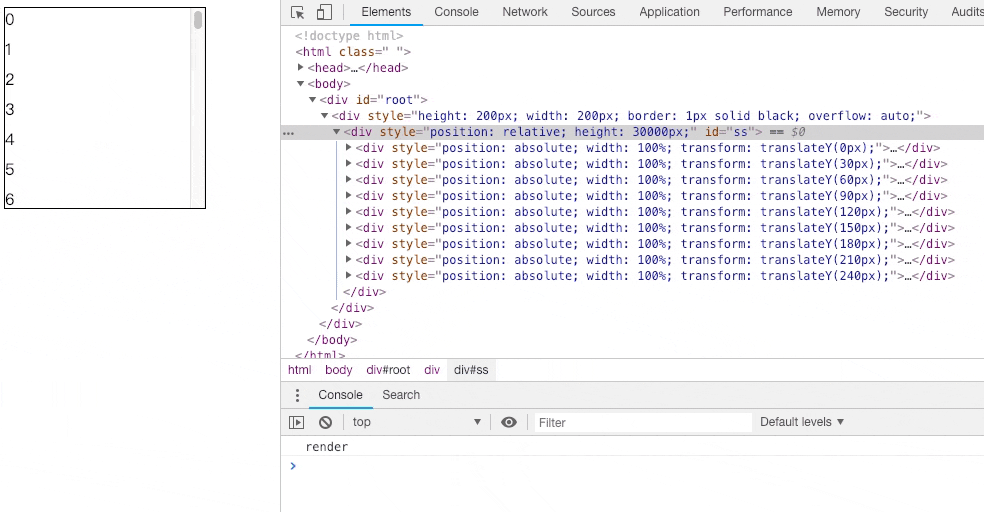 0
1
2
3
4
5
6
Elements Console Network Sources Application Performance Memory Security Audits
<!doctype html>
<html class=" ">
<head>…</head>
<body>
<div id="root">
<div style="height: 200px; width: 200px; border: 1px solid black; overflow: auto;">
… <div style="position: relative; height: 30000px;" id="ss"> == $0
<div style="position: absolute; width: 100%; transform: translateY(0px);">…</div>
<div style="position: absolute; width: 100%; transform: translateY(30px);">…</div>
<div style="position: absolute; width: 100%; transform: translateY(60px);">…</div>
<div style="position: absolute; width: 100%; transform: translateY(90px);">…</div>
<div style="position: absolute; width: 100%; transform: translateY(120px);">…</div>
<div style="position: absolute; width: 100%; transform: translateY(150px);">…</div>
<div style="position: absolute; width: 100%; transform: translateY(180px);">…</div>
<div style="position: absolute; width: 100%; transform: translateY(210px);">…</div>
<div style="position: absolute; width: 100%; transform: translateY(240px);">…</div>
</div>
</div>
</div>
</body>
</html>
html body div#root div div#ss
Console Search
top Filter Default levels
render